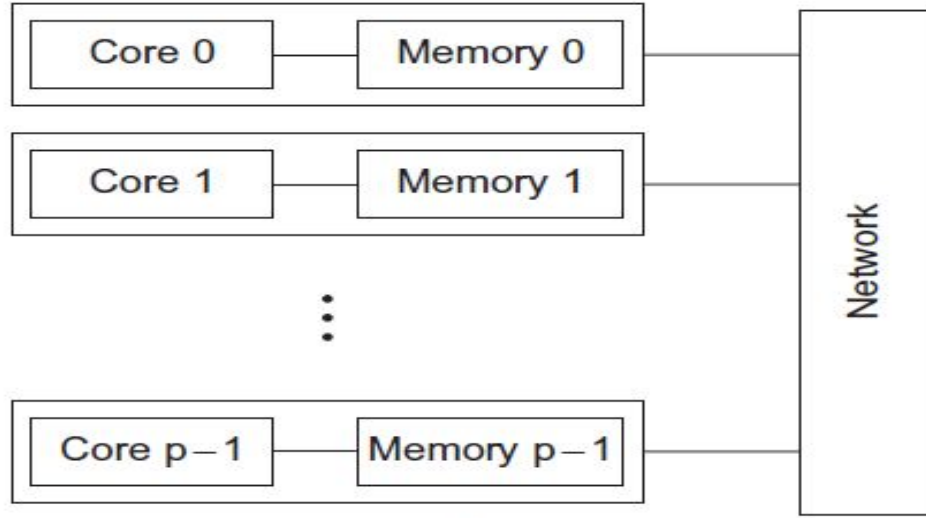 Core 0
Memory 0
Core 1
Memory 1
Network
Core p−1
Memory p−1